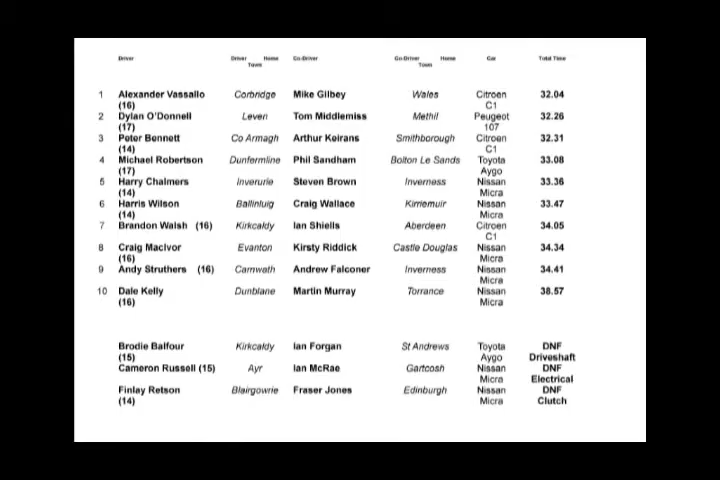 Driver Driver Home Co-Driver Co-Driver Home Car Total Time
Town Town
1 Alexander Vassallo Corbridge Mike Gilbey Wales Citroen 32.04
(16) C1
2 Dylan O'Donnell Leven Tom Middlemiss Methil Peugeot 32.26
(17) 107
3 Peter Bennett Co Armagh Arthur Keirans Smithborough Citroen 32.31
(14) C1
4 Michael Robertson Dunfermline Phil Sandham Bolton Le Sands Toyota 33.08
(17) Aygo
5 Harry Chalmers Inverurie Steven Brown Inverness Nissan 33.36
(14) Micra
6 Harris Wilson Ballinluig Craig Wallace Kirriemuir Nissan 33.47
(14) Micra
7 Brandon Walsh (16) Kirkcaldy Ian Shiells Aberdeen Citroen 34.05
C1
8 Craig MacIvor Evanton Kirsty Riddick Castle Douglas Nissan 34.34
(16) Micra
9 Andy Struthers (16) Carnwath Andrew Falconer Inverness Nissan 34.41
Micra
10 Dale Kelly Dunblane Martin Murray Torrance Nissan 38.57
(16) Micra
Brodie Balfour Kirkcaldy Ian Forgan St Andrews Toyota DNF
(15) Aygo Driveshaft
Cameron Russell (15) Ayr Ian McRae Gartcosh Nissan DNF
Micra Electrical
Finlay Retson Blairgowrie Fraser Jones Edinburgh Nissan DNF
(14) Micra Clutch